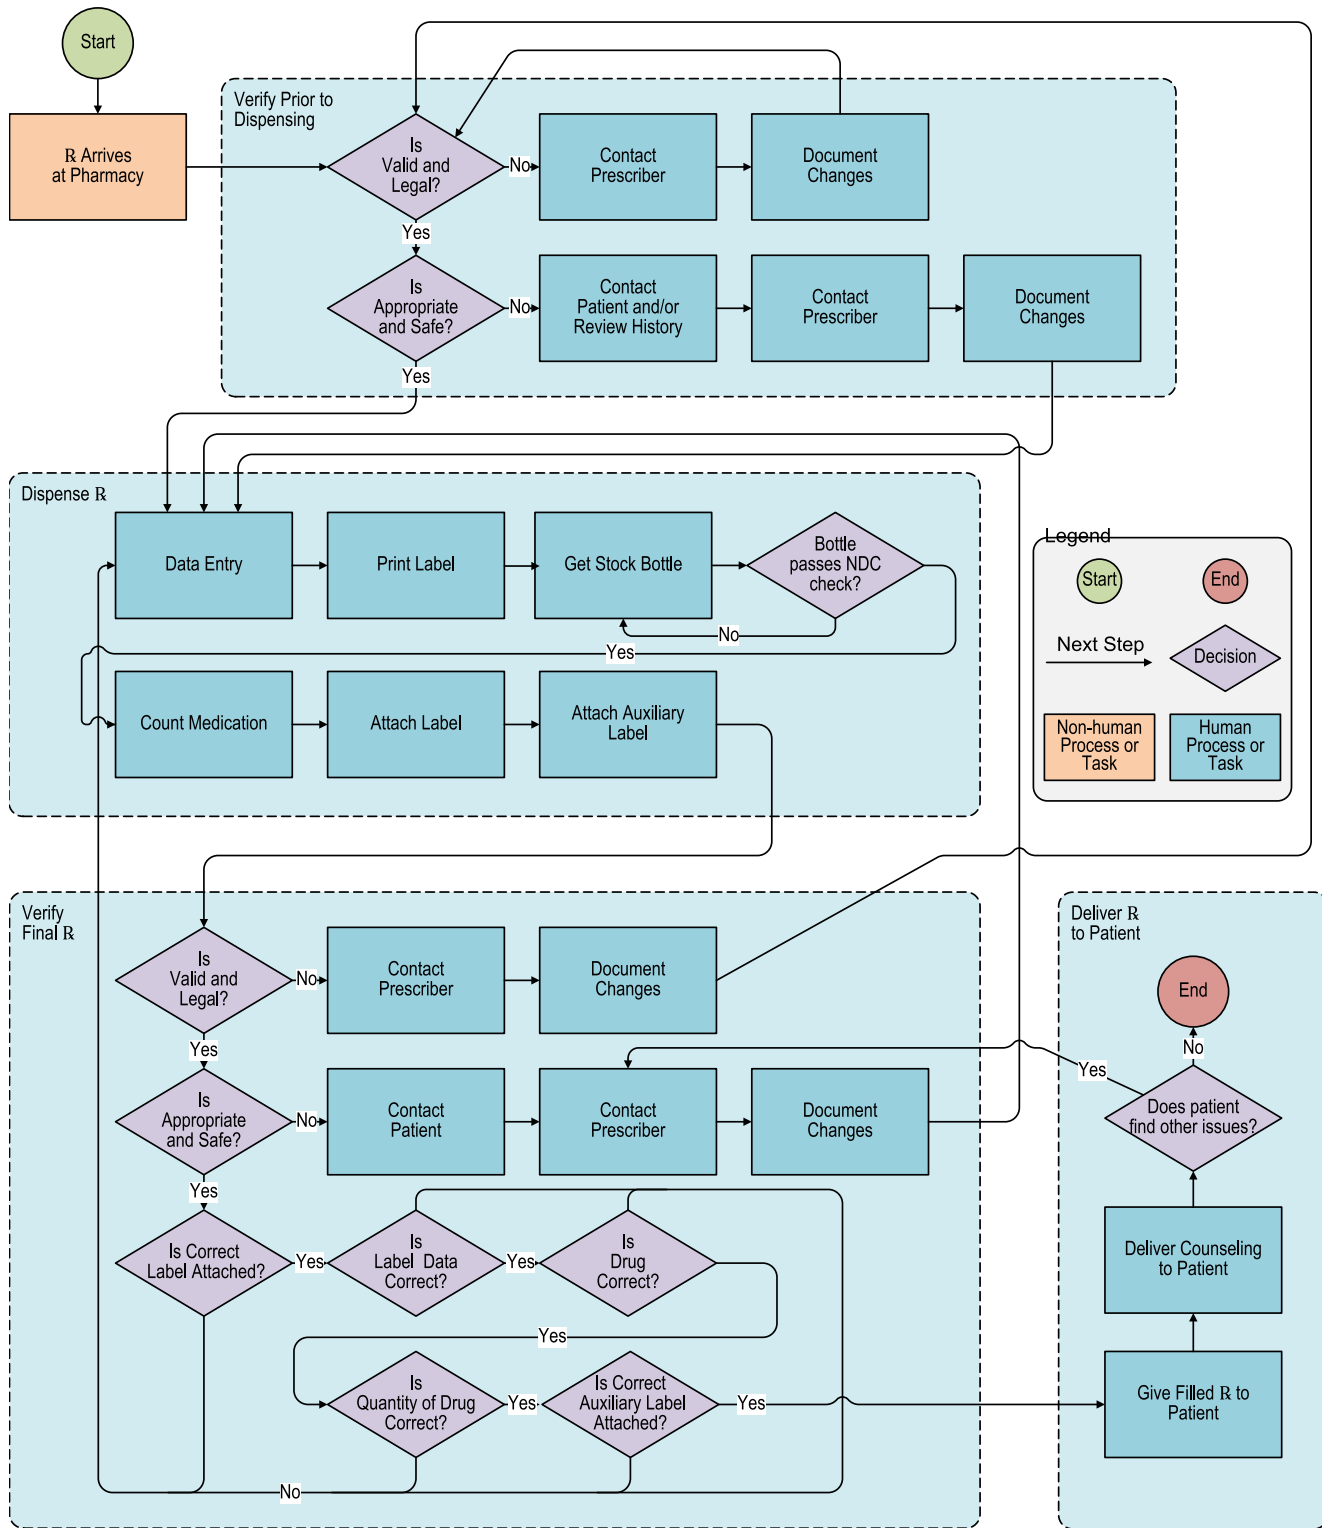 Start
℞ Arrives
at Pharmacy
Verify Prior to
Dispensing
Is
Valid and
Legal?
No
Contact
Prescriber
Document
Changes
Yes
Is
Appropriate
and Safe?
No
Contact
Patient and/or
Review History
Contact
Prescriber
Document
Changes
Yes
Dispense ℞
Data Entry
Print Label
Get Stock Bottle
Bottle
passes NDC
check?
No
Yes
Count Medication
Attach Label
Attach Auxiliary
Label
Legend
Start
End
Next Step
Decision
Non-human
Process or
Task
Human
Process or
Task
Verify
Final ℞
Is
Valid and
Legal?
No
Contact
Prescriber
Document
Changes
Yes
Is
Appropriate
and Safe?
No
Contact
Patient
Contact
Prescriber
Document
Changes
Yes
Is Correct
Label Attached?
Yes
Is
Label Data
Correct?
Yes
Is
Drug
Correct?
Yes
Is
Quantity of Drug
Correct?
Yes
Is Correct
Auxiliary Label
Attached?
Yes
No
Deliver ℞
to Patient
End
No
Yes
Does patient
find other issues?
Deliver Counseling
to Patient
Give Filled ℞ to
Patient